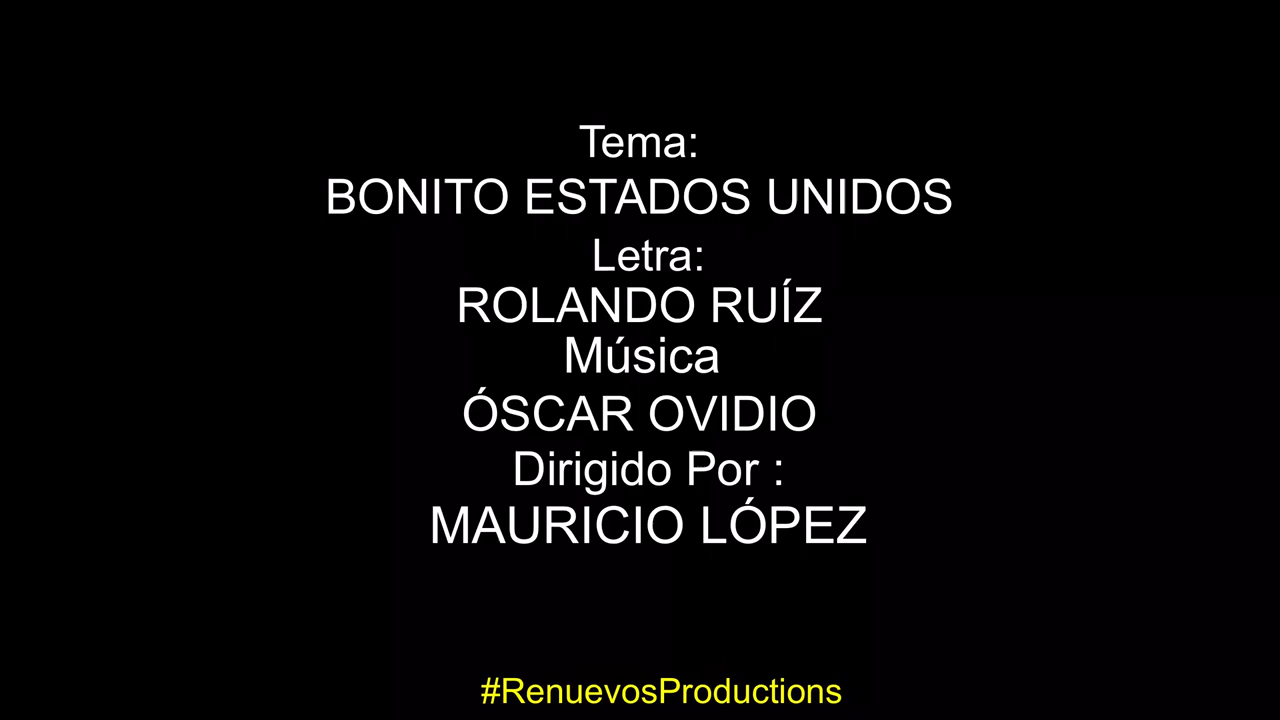 Tema:
BONITO ESTADOS UNIDOS
Letra:
ROLANDO RUÍZ
Música
ÓSCAR OVIDIO
Dirigido Por :
MAURICIO LÓPEZ
#RenuevosProductions